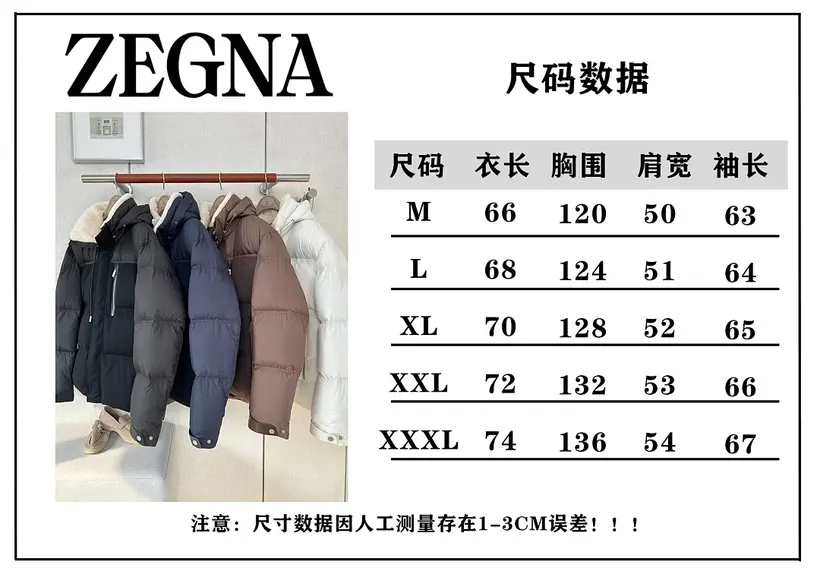 ZEGNA
尺码数据
尺码 衣长 胸围 肩宽 袖长
M 66 120 50 63
L 68 124 51 64
XL 70 128 52 65
XXL 72 132 53 66
XXXL 74 136 54 67
注意：尺寸数据因人工测量存在1-3CM误差！！！